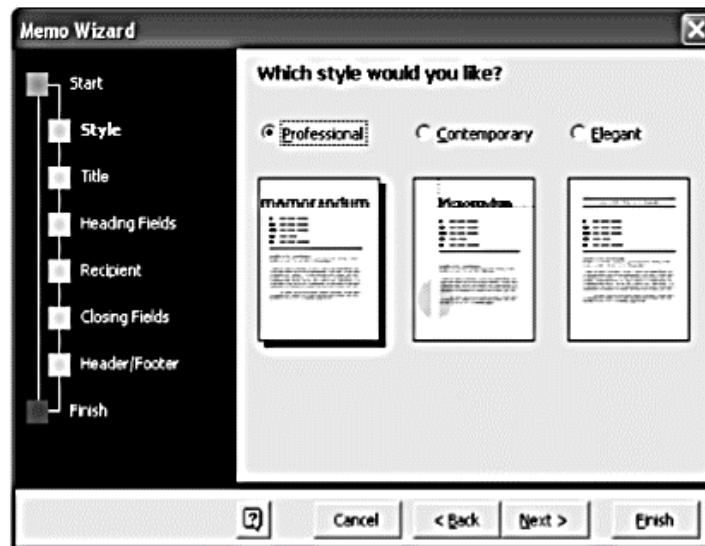 Memo Wizard
Start
Style
Title
Heading Fields
Recipient
Closing Fields
Header/Footer
Finish
Which style would you like?
Professional Contemporary Elegant
memorandum Memorandum
Cancel < Back Next > Finish